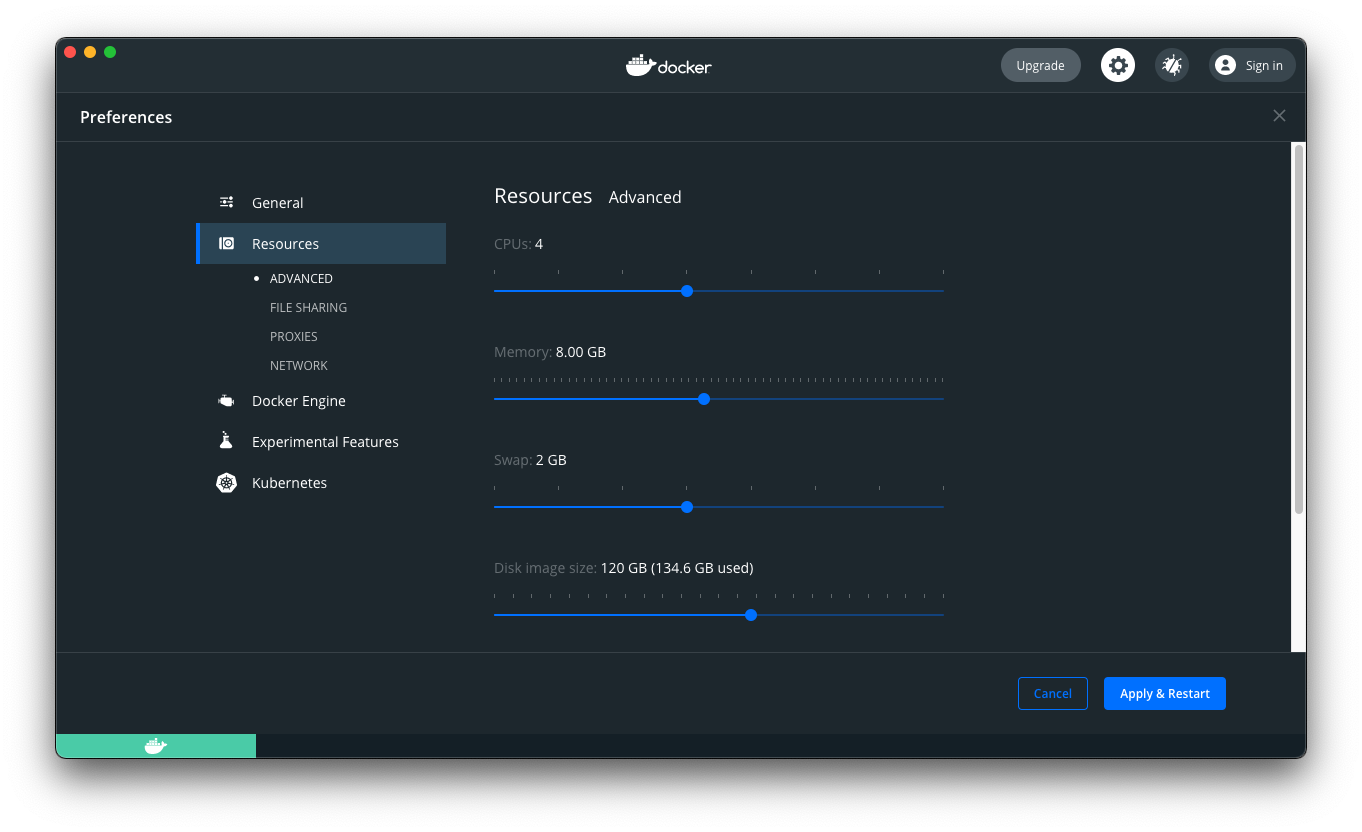 docker
Upgrade
Sign in
Preferences
General
Resources
ADVANCED
FILE SHARING
PROXIES
NETWORK
Docker Engine
Experimental Features
Kubernetes
Resources Advanced
CPUs: 4
Memory: 8.00 GB
Swap: 2 GB
Disk image size: 120 GB (134.6 GB used)
Cancel
Apply & Restart